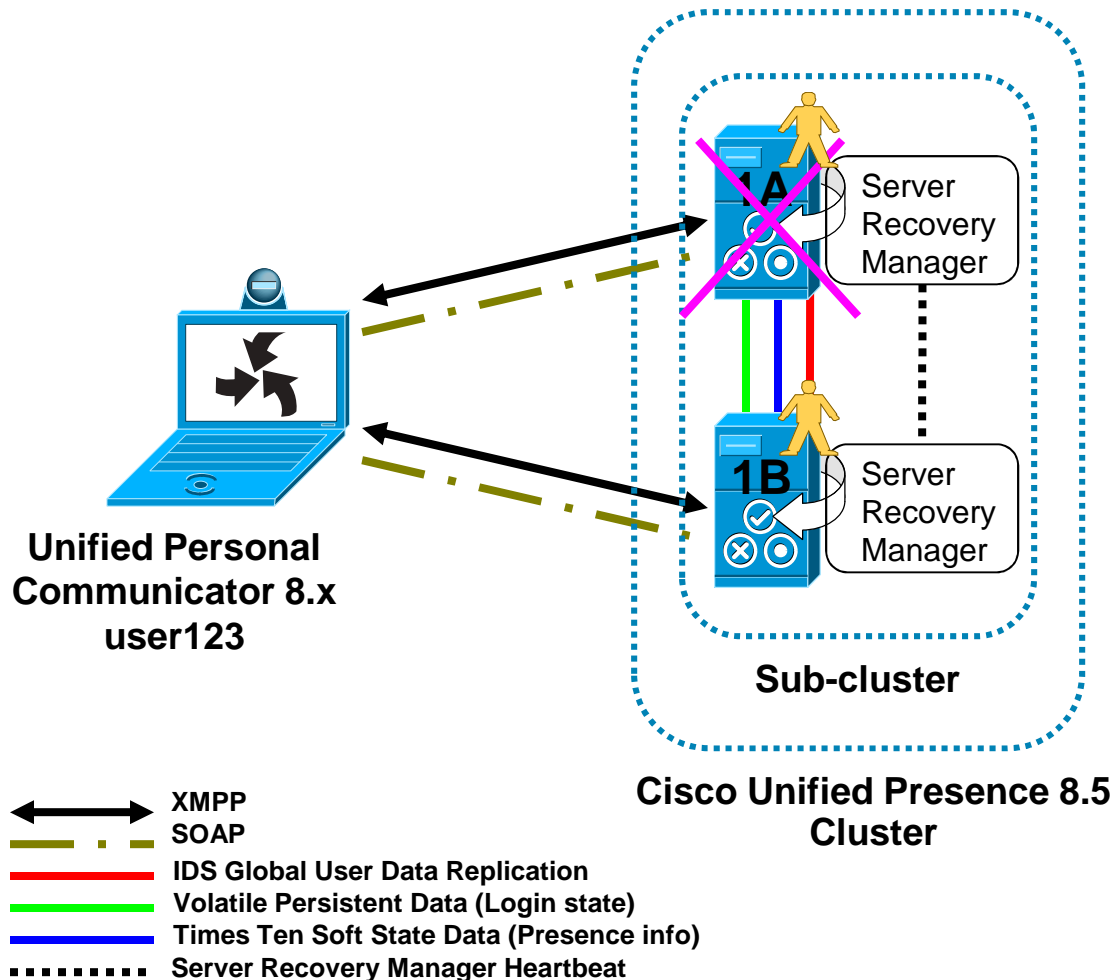 1A
Server
Recovery
Manager
1B
Server
Recovery
Manager
Unified Personal
Communicator 8.x
user123
Sub-cluster
Cisco Unified Presence 8.5
Cluster
XMPP
SOAP
IDS Global User Data Replication
Volatile Persistent Data (Login state)
Times Ten Soft State Data (Presence info)
Server Recovery Manager Heartbeat